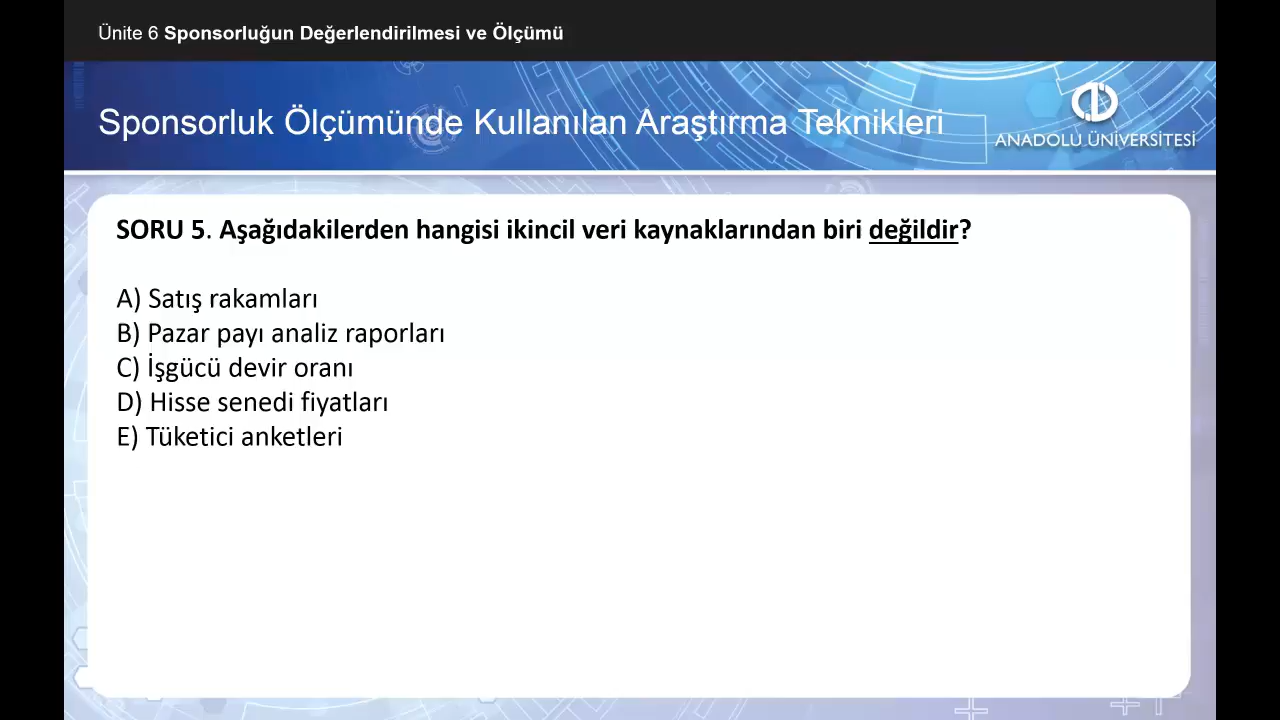 Ünite 6 Sponsorluğun Değerlendirilmesi ve Ölçümü
Sponsorluk Ölçümünde Kullanılan Araştırma Teknikleri
ANADOLU ÜNİVERSİTESİ
SORU 5. Aşağıdakilerden hangisi ikincil veri kaynaklarından biri değildir?
A) Satış rakamları
B) Pazar payı analiz raporları
C) İşgücü devir oranı
D) Hisse senedi fiyatları
E) Tüketici anketleri